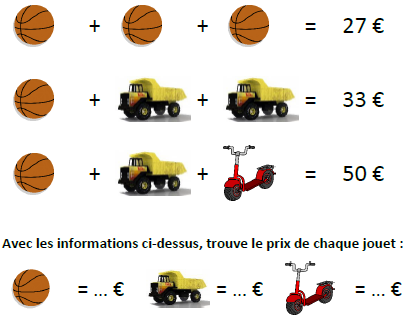 + + = 27 €
+ + = 33 €
+ + = 50 €
Avec les informations ci-dessus, trouve le prix de chaque jouet :
= ... € = ... € = ... €